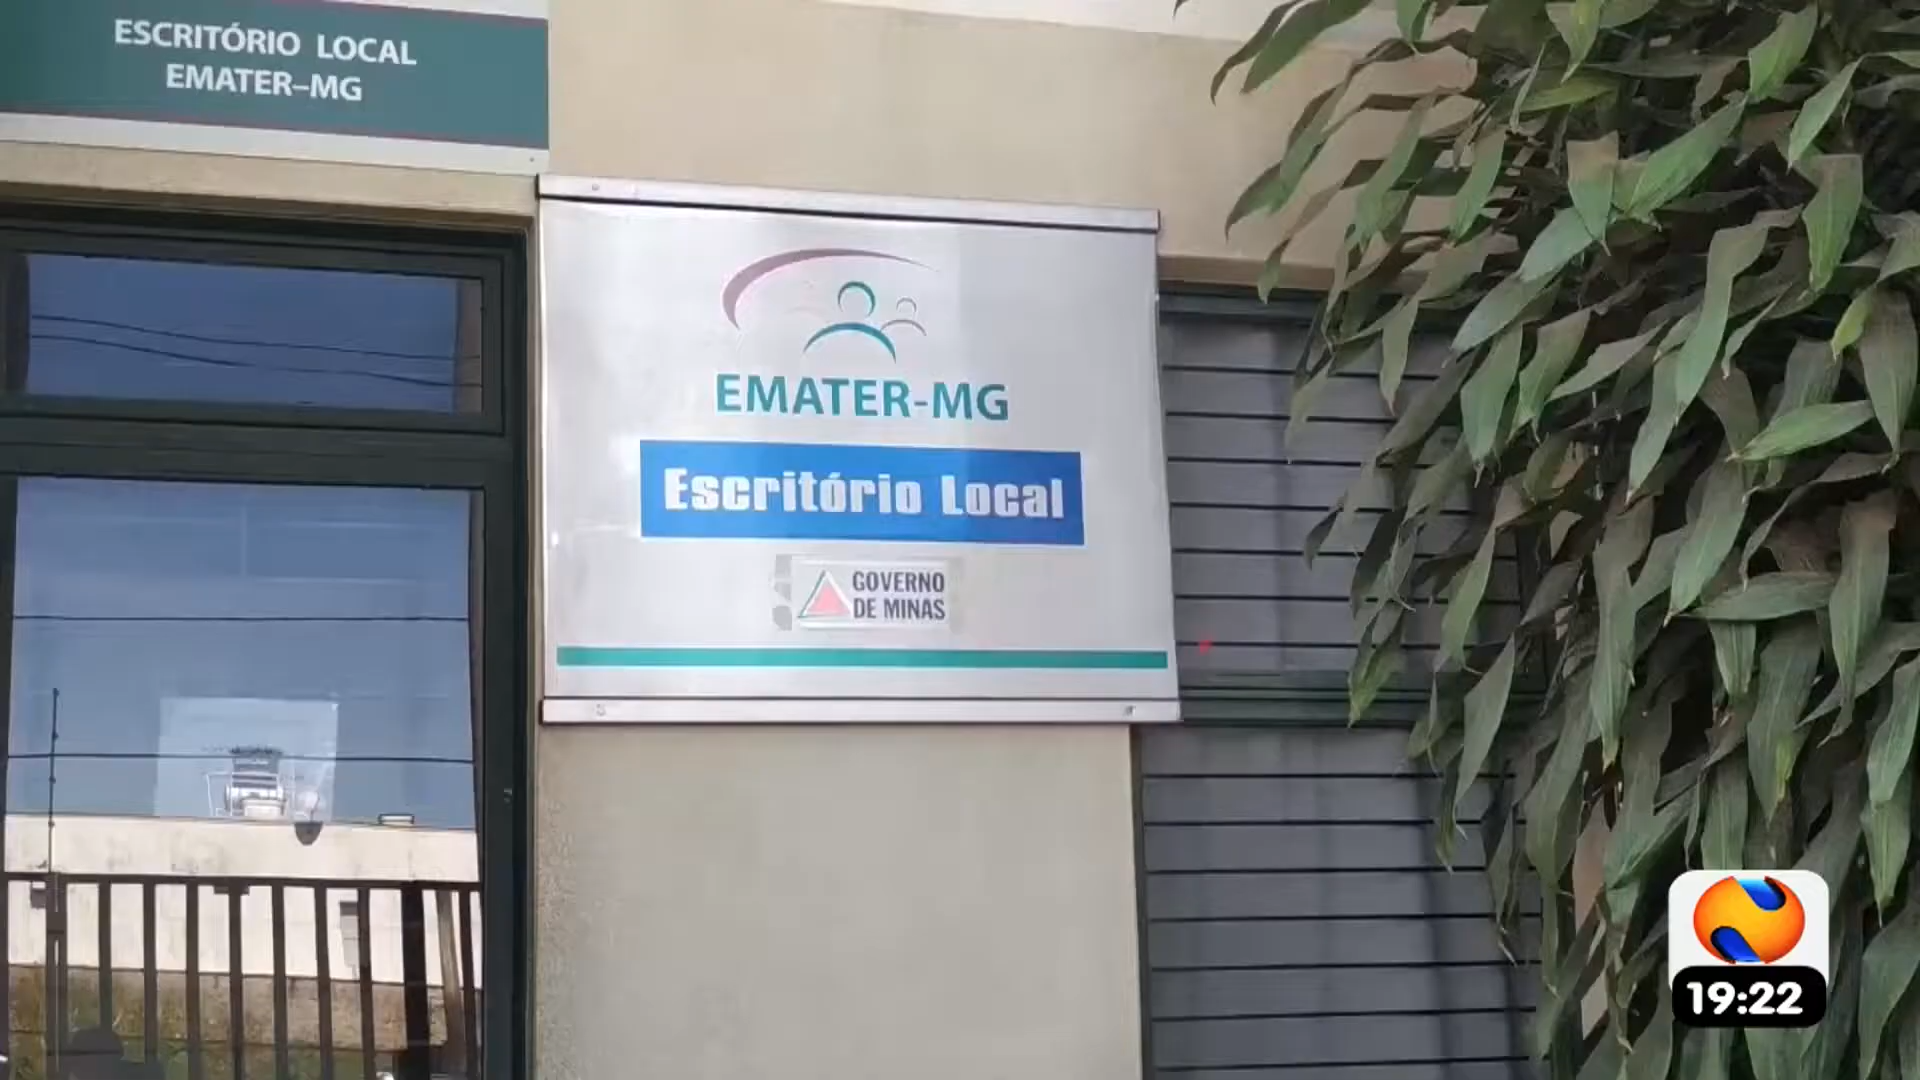 ESCRITÓRIO LOCAL
EMATER–MG
EMATER-MG
Escritório Local
GOVERNO
DE MINAS
19:22